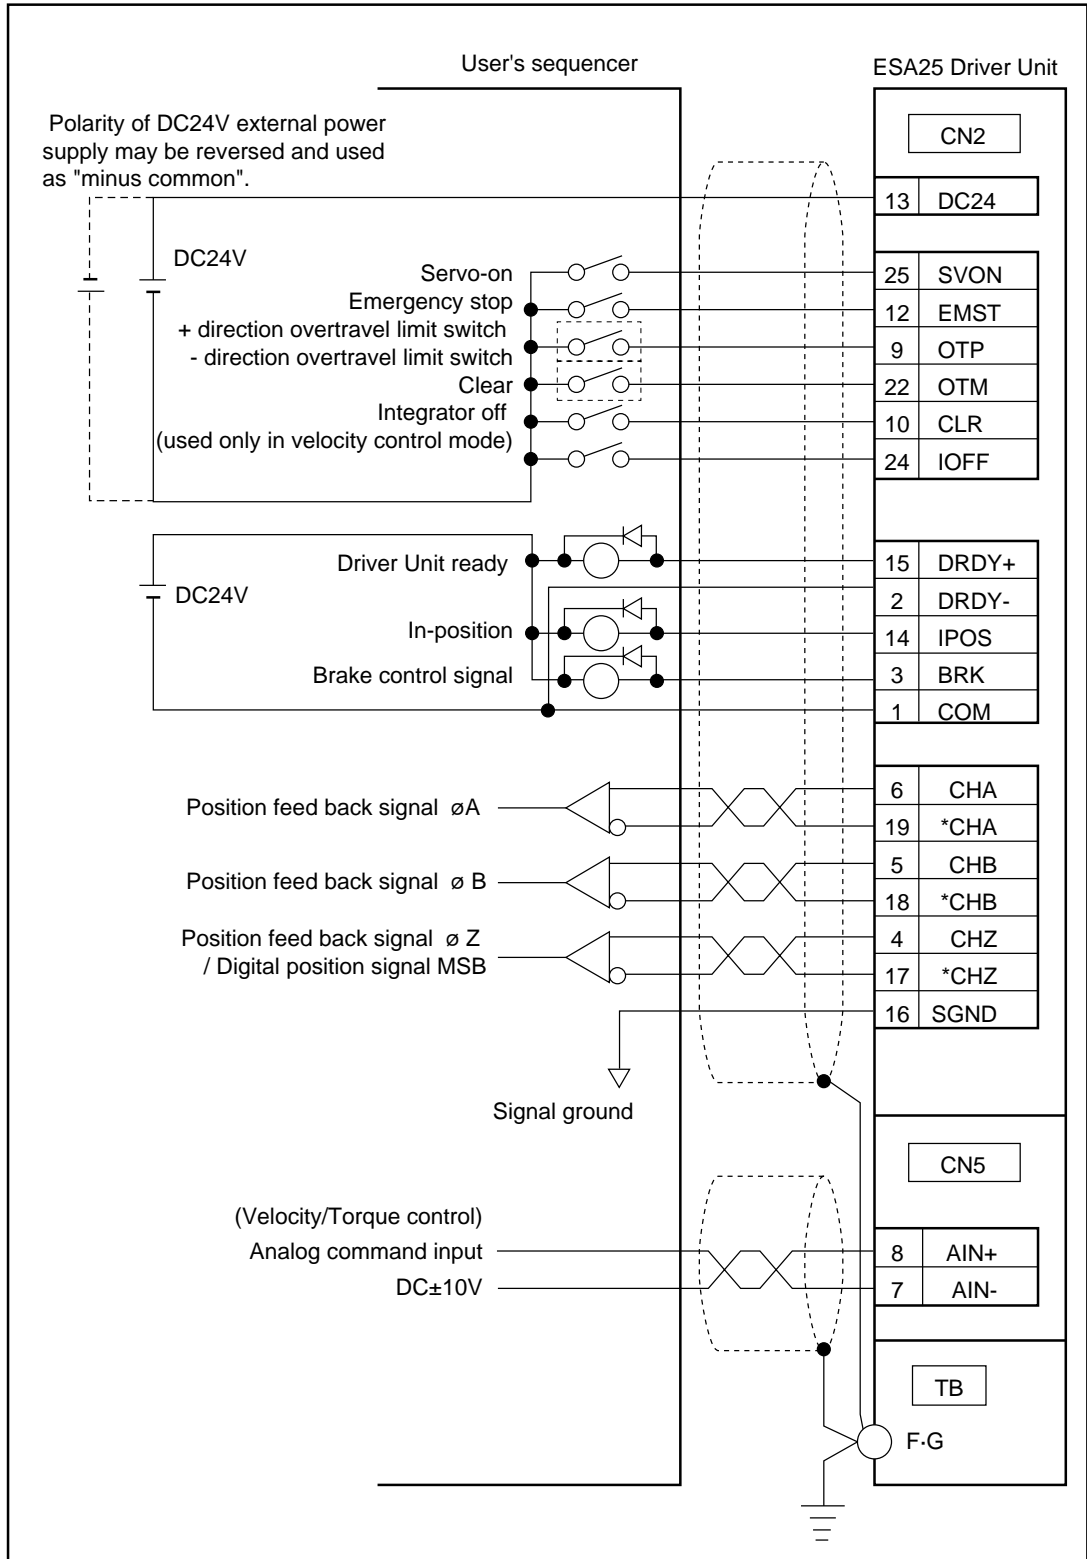 User's sequencer
ESA25 Driver Unit
Polarity of DC24V external power
supply may be reversed and used
as "minus common".
CN2
13 DC24
DC24V
Servo-on
25 SVON
Emergency stop
12 EMST
+ direction overtravel limit switch
9 OTP
- direction overtravel limit switch
22 OTM
Clear
10 CLR
Integrator off
(used only in velocity control mode)
24 IOFF
Driver Unit ready
15 DRDY+
DC24V
2 DRDY-
In-position
14 IPOS
Brake control signal
3 BRK
1 COM
Position feed back signal øA
6 CHA
19 *CHA
Position feed back signal ø B
5 CHB
18 *CHB
Position feed back signal ø Z
/ Digital position signal MSB
4 CHZ
17 *CHZ
16 SGND
Signal ground
CN5
(Velocity/Torque control)
Analog command input
8 AIN+
DC±10V
7 AIN-
TB
F·G